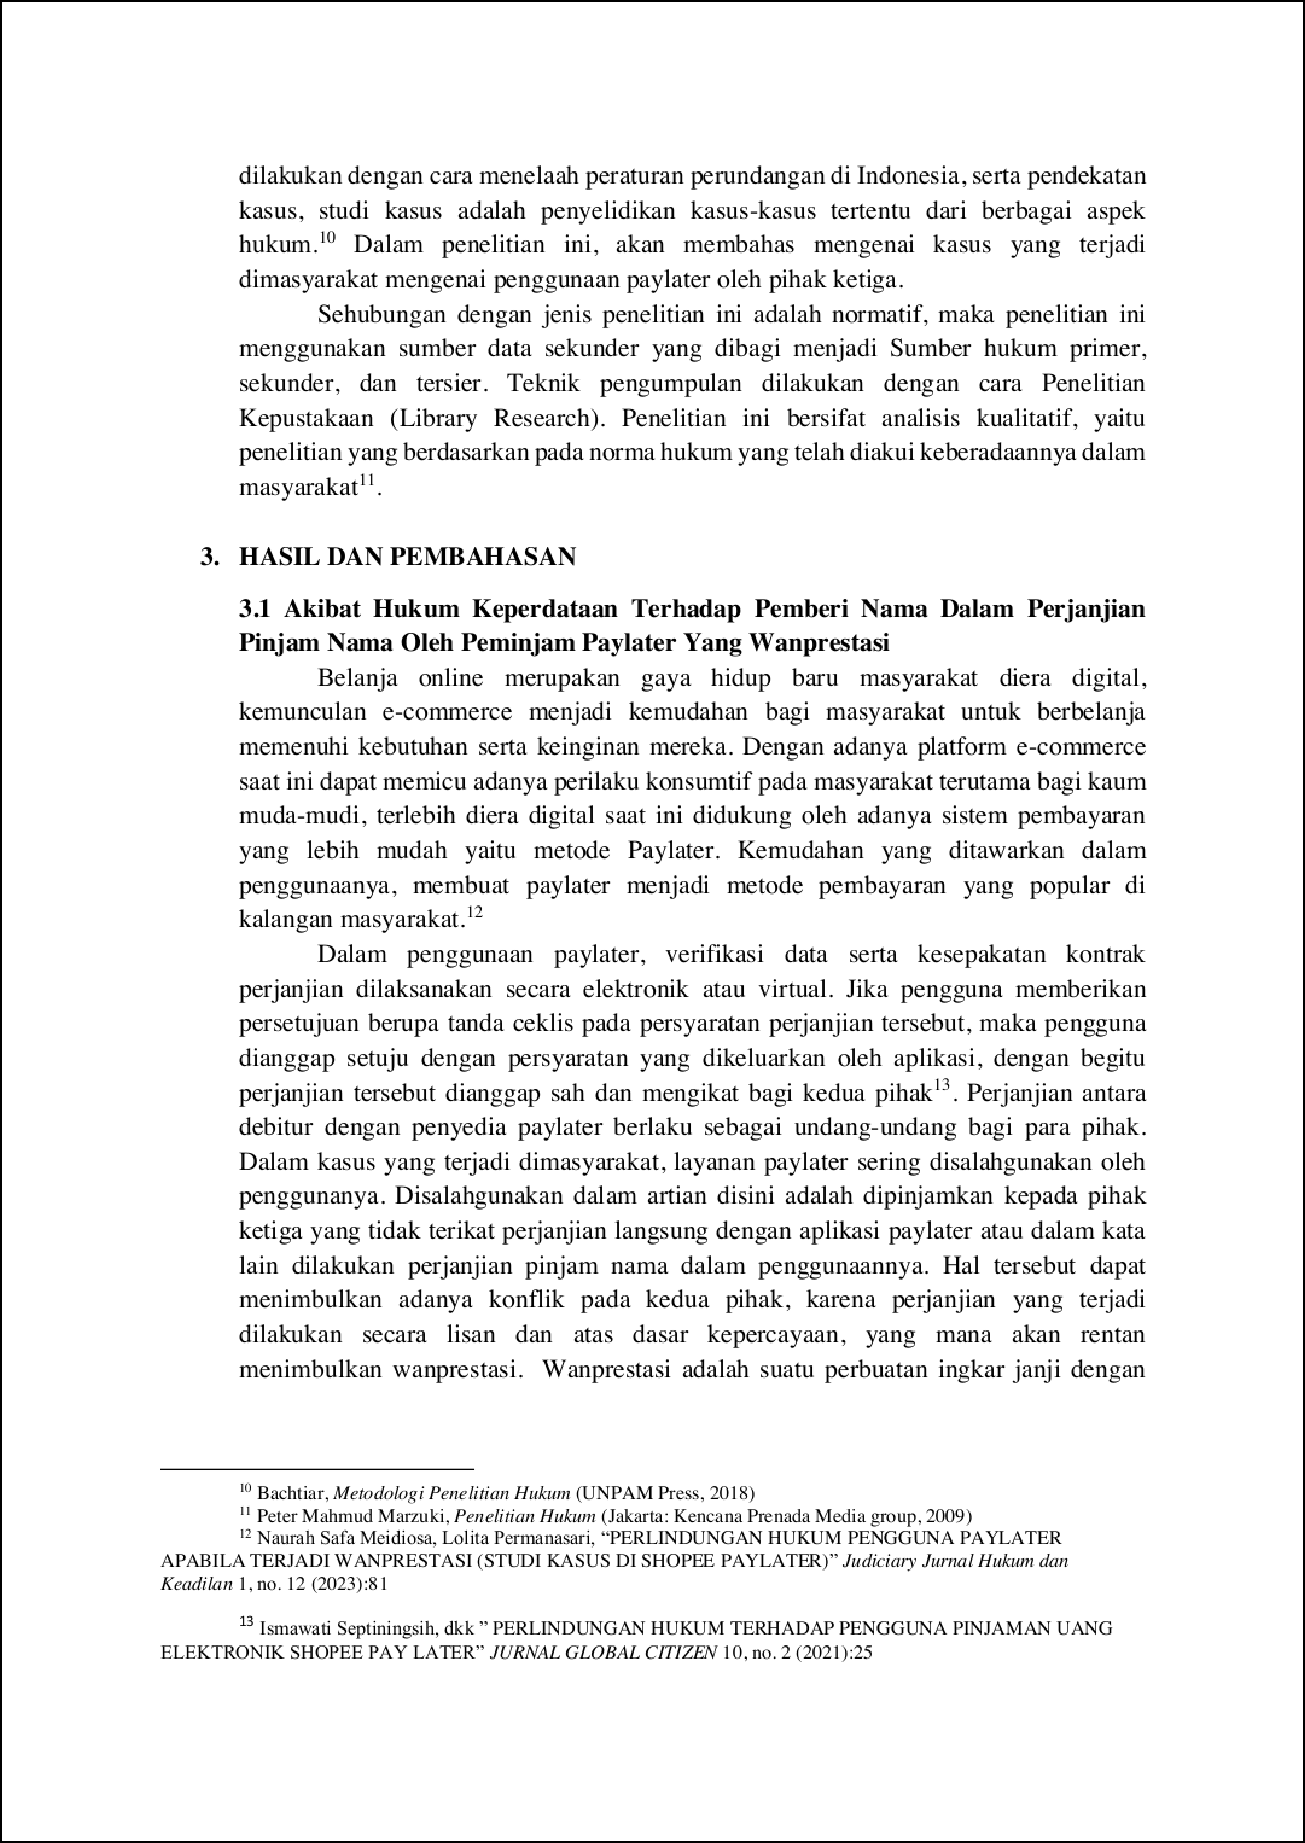 dilakukan dengan cara menelaah peraturan perundangan di Indonesia, serta pendekatan
kasus, studi kasus adalah penyelidikan kasus-kasus tertentu dari berbagai aspek
hukum.10 Dalam penelitian ini, akan membahas mengenai kasus yang terjadi
dimasyarakat mengenai penggunaan paylater oleh pihak ketiga.
Sehubungan dengan jenis penelitian ini adalah normatif, maka penelitian ini
menggunakan sumber data sekunder yang dibagi menjadi Sumber hukum primer,
sekunder, dan tersier. Teknik pengumpulan dilakukan dengan cara Penelitian
Kepustakaan (Library Research). Penelitian ini bersifat analisis kualitatif, yaitu
penelitian yang berdasarkan pada norma hukum yang telah diakui keberadaannya dalam
masyarakat11.
3. HASIL DAN PEMBAHASAN
3.1 Akibat Hukum Keperdataan Terhadap Pemberi Nama Dalam Perjanjian
Pinjam Nama Oleh Peminjam Paylater Yang Wanprestasi
Belanja online merupakan gaya hidup baru masyarakat diera digital,
kemunculan e-commerce menjadi kemudahan bagi masyarakat untuk berbelanja
memenuhi kebutuhan serta keinginan mereka. Dengan adanya platform e-commerce
saat ini dapat memicu adanya perilaku konsumtif pada masyarakat terutama bagi kaum
muda-mudi, terlebih diera digital saat ini didukung oleh adanya sistem pembayaran
yang lebih mudah yaitu metode Paylater. Kemudahan yang ditawarkan dalam
penggunaanya, membuat paylater menjadi metode pembayaran yang popular di
kalangan masyarakat.12
Dalam penggunaan paylater, verifikasi data serta kesepakatan kontrak
perjanjian dilaksanakan secara elektronik atau virtual. Jika pengguna memberikan
persetujuan berupa tanda ceklis pada persyaratan perjanjian tersebut, maka pengguna
dianggap setuju dengan persyaratan yang dikeluarkan oleh aplikasi, dengan begitu
perjanjian tersebut dianggap sah dan mengikat bagi kedua pihak13. Perjanjian antara
debitur dengan penyedia paylater berlaku sebagai undang-undang bagi para pihak.
Dalam kasus yang terjadi dimasyarakat, layanan paylater sering disalahgunakan oleh
penggunanya. Disalahgunakan dalam artian disini adalah dipinjamkan kepada pihak
ketiga yang tidak terikat perjanjian langsung dengan aplikasi paylater atau dalam kata
lain dilakukan perjanjian pinjam nama dalam penggunaannya. Hal tersebut dapat
menimbulkan adanya konflik pada kedua pihak, karena perjanjian yang terjadi
dilakukan secara lisan dan atas dasar kepercayaan, yang mana akan rentan
menimbulkan wanprestasi. Wanprestasi adalah suatu perbuatan ingkar janji dengan
10 Bachtiar, Metodologi Penelitian Hukum (UNPAM Press, 2018)
11 Peter Mahmud Marzuki, Penelitian Hukum (Jakarta: Kencana Prenada Media group, 2009)
12 Naurah Safa Meidiosa, Lolita Permanasari, “PERLINDUNGAN HUKUM PENGGUNA PAYLATER
APABILA TERJADI WANPRESTASI (STUDI KASUS DI SHOPEE PAYLATER)” Judiciary Jurnal Hukum dan
Keadilan 1, no. 12 (2023):81
13 Ismawati Septiningsih, dkk ” PERLINDUNGAN HUKUM TERHADAP PENGGUNA PINJAMAN UANG
ELEKTRONIK SHOPEE PAY LATER” JURNAL GLOBAL CITIZEN 10, no. 2 (2021):25